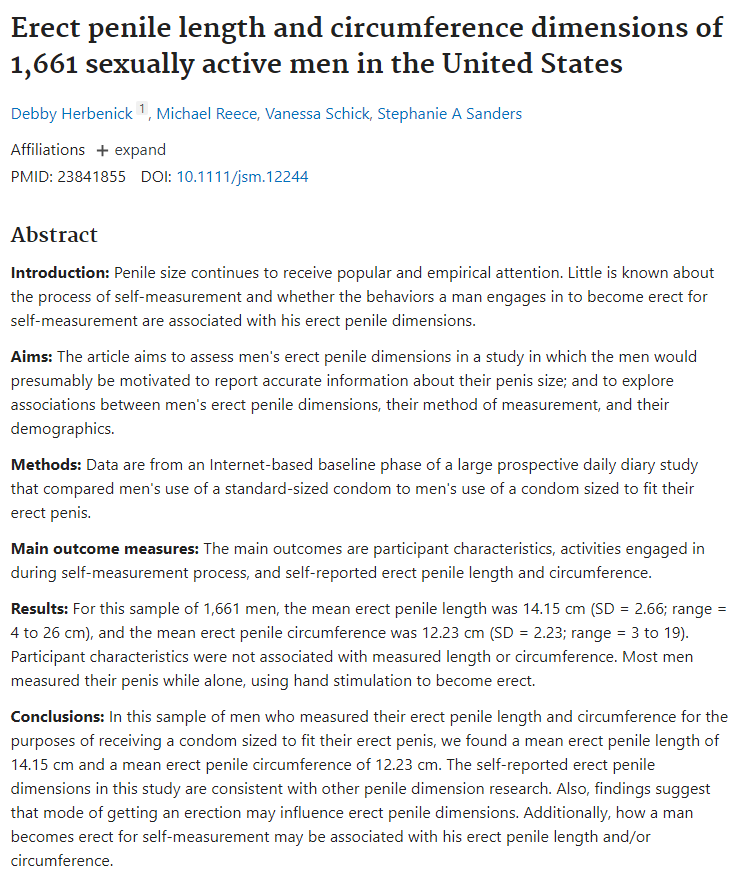 Erect penile length and circumference dimensions of
1,661 sexually active men in the United States
Debby Herbenick 1, Michael Reece, Vanessa Schick, Stephanie A Sanders
Affiliations + expand
PMID: 23841855 DOI: 10.1111/jsm.12244
Abstract
Introduction: Penile size continues to receive popular and empirical attention. Little is known about
the process of self-measurement and whether the behaviors a man engages in to become erect for
self-measurement are associated with his erect penile dimensions.
Aims: The article aims to assess men's erect penile dimensions in a study in which the men would
presumably be motivated to report accurate information about their penis size; and to explore
associations between men's erect penile dimensions, their method of measurement, and their
demographics.
Methods: Data are from an Internet-based baseline phase of a large prospective daily diary study
that compared men's use of a standard-sized condom to men's use of a condom sized to fit their
erect penis.
Main outcome measures: The main outcomes are participant characteristics, activities engaged in
during self-measurement process, and self-reported erect penile length and circumference.
Results: For this sample of 1,661 men, the mean erect penile length was 14.15 cm (SD = 2.66; range =
4 to 26 cm), and the mean erect penile circumference was 12.23 cm (SD = 2.23; range = 3 to 19).
Participant characteristics were not associated with measured length or circumference. Most men
measured their penis while alone, using hand stimulation to become erect.
Conclusions: In this sample of men who measured their erect penile length and circumference for the
purposes of receiving a condom sized to fit their erect penis, we found a mean erect penile length of
14.15 cm and a mean erect penile circumference of 12.23 cm. The self-reported erect penile
dimensions in this study are consistent with other penile dimension research. Also, findings suggest
that mode of getting an erection may influence erect penile dimensions. Additionally, how a man
becomes erect for self-measurement may be associated with his erect penile length and/or
circumference.